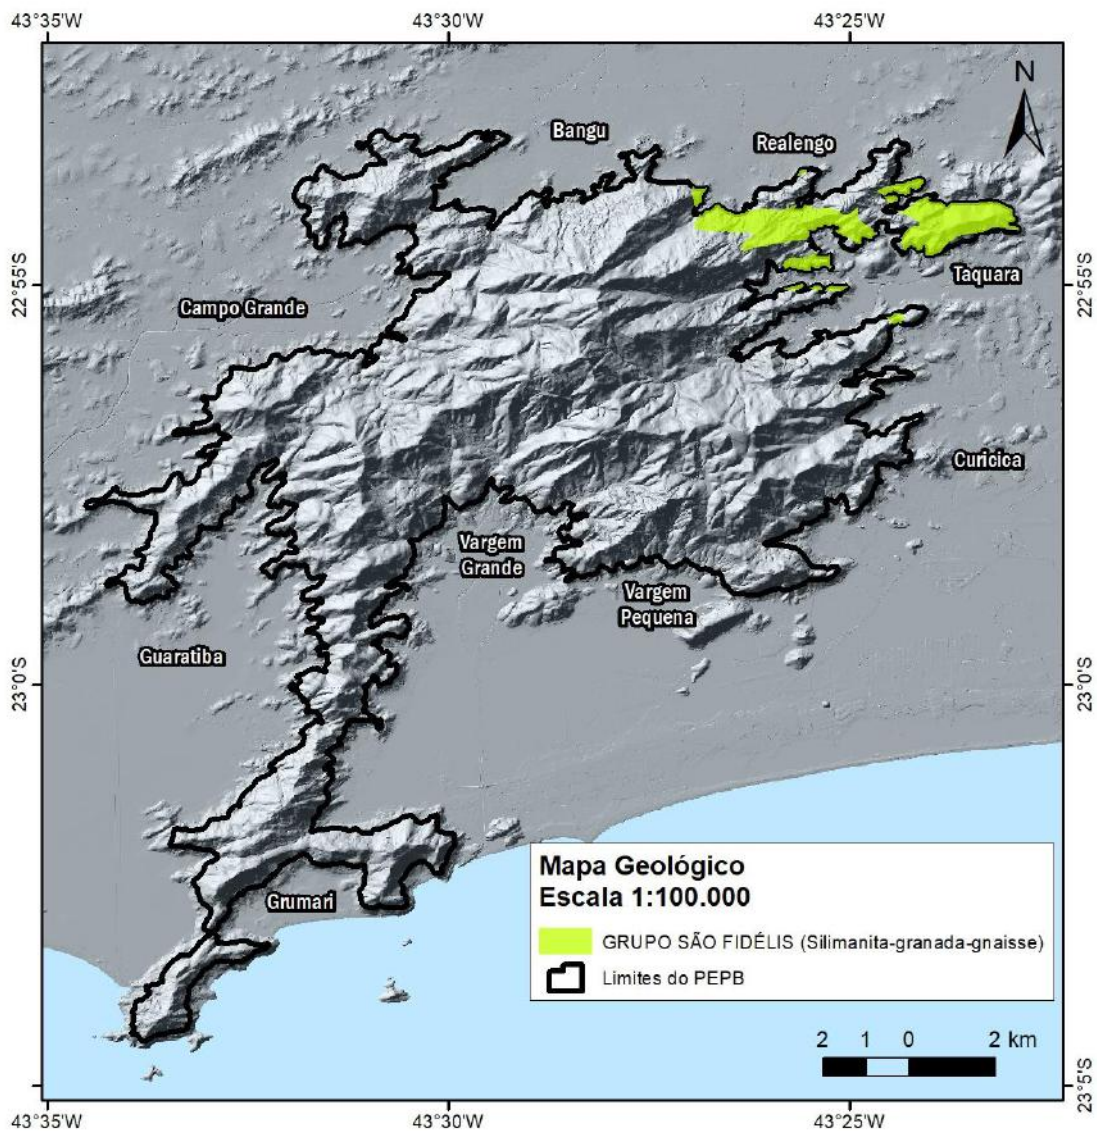 43°35'W
43°30'W
43°25'W
N
Bangu
Realengo
Taquara
22°55'S
22°55'S
Campo Grande
Curicica
Vargem
Grande
Vargem
Pequena
Guaratiba
23°0'S
23°0'S
Grumari
Mapa Geológico
Escala 1:100.000
GRUPO SÃO FIDÉLIS (Silimanita-granada-gnaisse)
Limites do PEPB
2 1 0 2 km
23°5'S
23°5'S
43°35'W
43°30'W
43°25'W